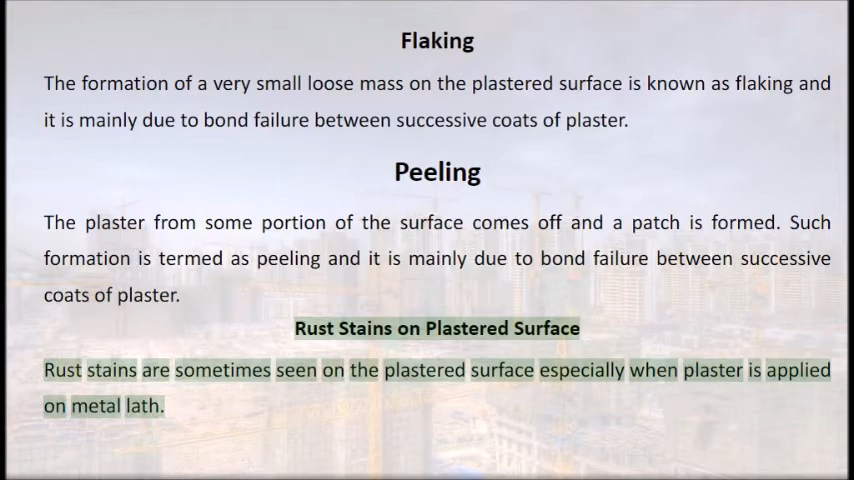 Flaking
The formation of a very small loose mass on the plastered surface is known as flaking and
it is mainly due to bond failure between successive coats of plaster.
Peeling
The plaster from some portion of the surface comes off and a patch is formed. Such
formation is termed as peeling and it is mainly due to bond failure between successive
coats of plaster.
Rust Stains on Plastered Surface
Rust stains are sometimes seen on the plastered surface especially when plaster is applied
on metal lath.